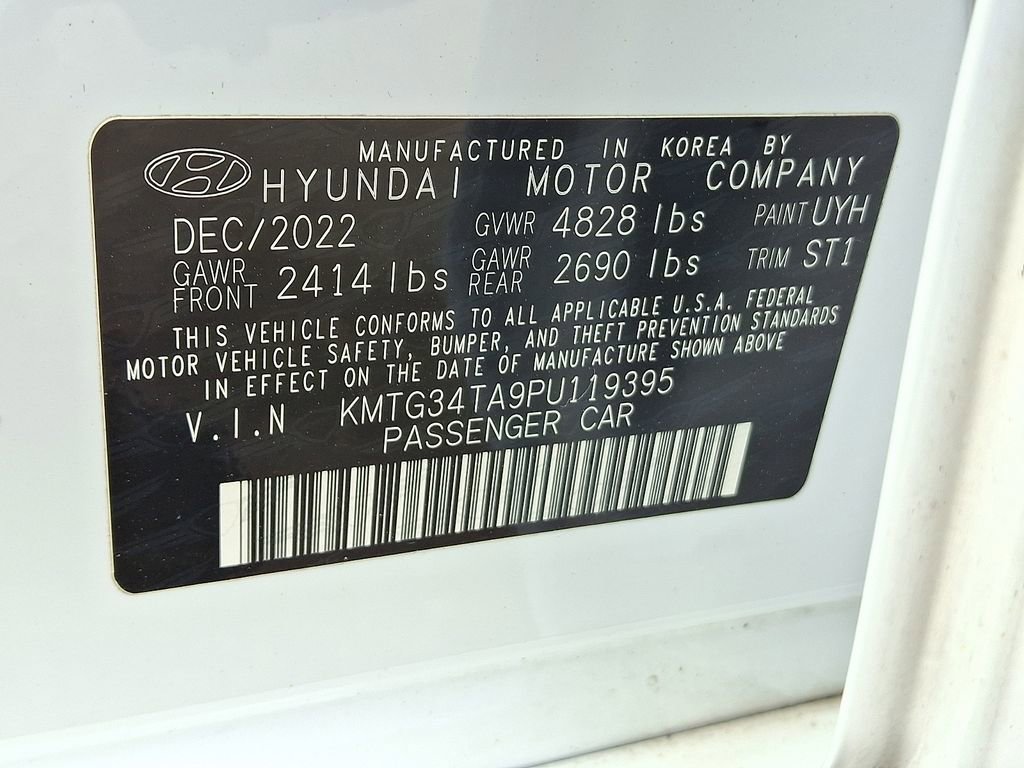 MANUFACTURED IN KOREA BY
HYUNDAI MOTOR COMPANY
DEC/2022 GVWR 4828 lbs PAINT UYH
GAWR FRONT 2414 lbs GAWR REAR 2690 lbs TRIM ST1
THIS VEHICLE CONFORMS TO ALL APPLICABLE U.S.A. FEDERAL
MOTOR VEHICLE SAFETY, BUMPER, AND THEFT PREVENTION STANDARDS
IN EFFECT ON THE DATE OF MANUFACTURE SHOWN ABOVE
V.I.N KMTG34TA9PU119395
PASSENGER CAR